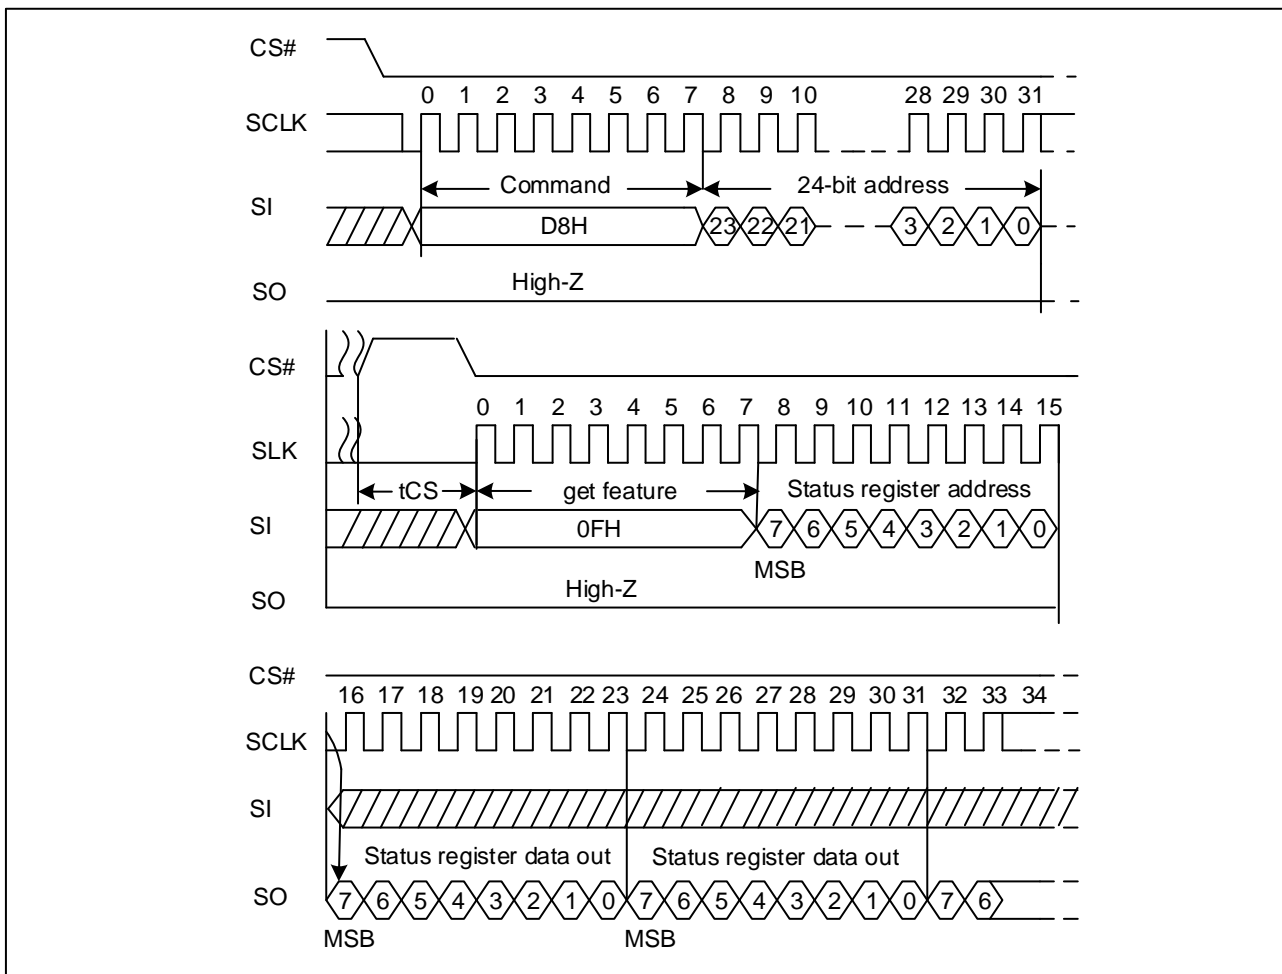 CS#
0 1 2 3 4 5 6 7 8 9 10 28 29 30 31
SCLK
Command 24-bit address
SI
D8H 23 22 21 3 2 1 0
High-Z
SO
CS#
0 1 2 3 4 5 6 7 8 9 10 11 12 13 14 15
SLK
tCS get feature Status register address
SI
0FH 7 6 5 4 3 2 1 0
MSB
High-Z
SO
CS#
16 17 18 19 20 21 22 23 24 25 26 27 28 29 30 31 32 33 34
SCLK
SI
Status register data out Status register data out
SO 7 6 5 4 3 2 1 0 7 6 5 4 3 2 1 0 7 6
MSB MSB